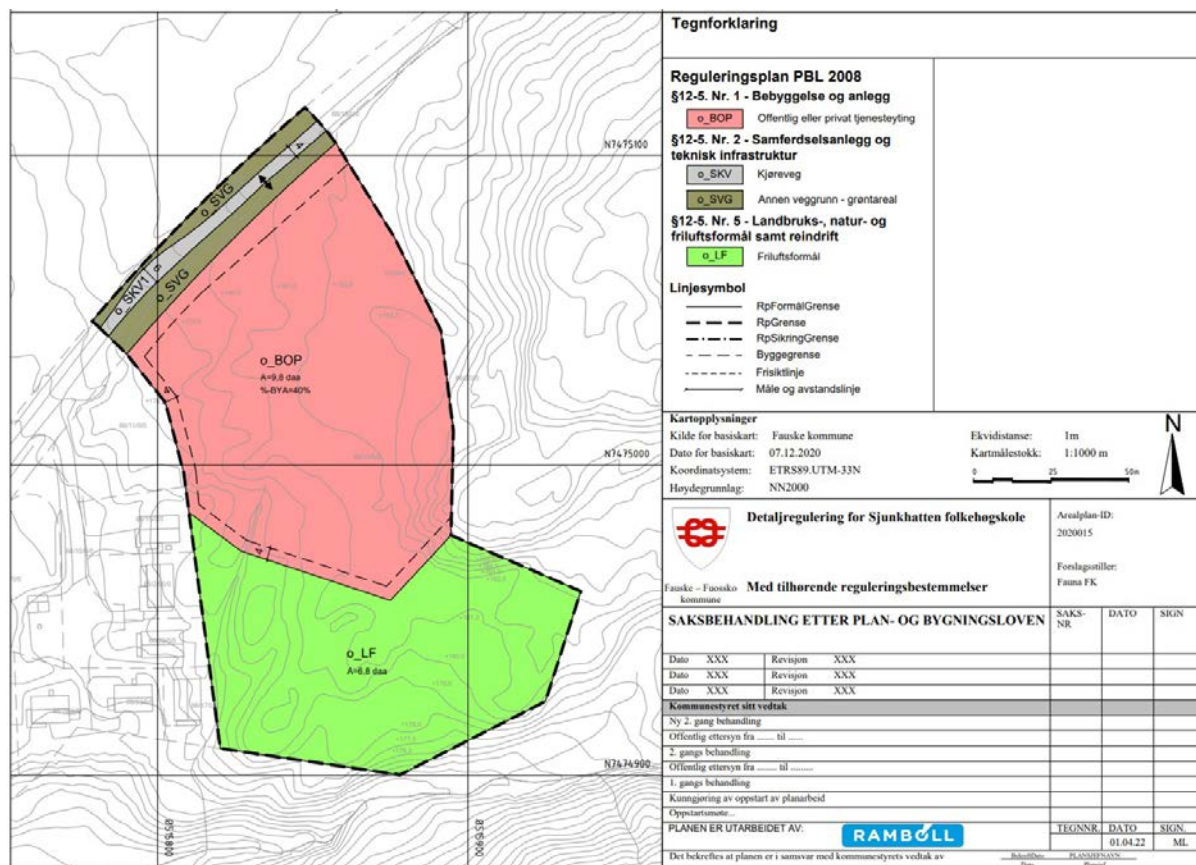 N7475100
o_SVG
4
o_SKV1
6
o_SVG
o_BOP
A=9,8 daa
%-BYA=40%
4
N7475000
4
o_LF
A=6,8 daa
N7474900
0515800
0515900
Tegnforklaring
Reguleringsplan PBL 2008
§12-5. Nr. 1 - Bebyggelse og anlegg
o_BOP Offentlig eller privat tjenesteyting
§12-5. Nr. 2 - Samferdselsanlegg og
teknisk infrastruktur
o_SKV Kjøreveg
o_SVG Annen veggrunn - grøntareal
§12-5. Nr. 5 - Landbruks-, natur- og
friluftsformål samt reindrift
o_LF Friluftsformål
Linjesymbol
RpFormålGrense
RpGrense
RpSikringGrense
Byggegrense
Frisiktlinje
Måle og avstandslinje
Kartopplysninger
Kilde for basiskart: Fauske kommune
Dato for basiskart: 07.12.2020
Koordinatsystem: ETRS89.UTM-33N
Høydegrunnlag: NN2000
Ekvidistanse: 1m
Kartmålestokk: 1:1000 m
0 25 50m
N
Detaljregulering for Sjunkhatten folkehøgskole
Fauske – Fuossko
kommune
Med tilhørende reguleringsbestemmelser
Arealplan-ID:
2020015
Forslagsstiller:
Fauna FK
SAKSBEHANDLING ETTER PLAN- OG BYGNINGSLOVEN
SAKS-
NR
DATO
SIGN
Dato XXX Revisjon XXX
Dato XXX Revisjon XXX
Dato XXX Revisjon XXX
Kommunestyret sitt vedtak
Ny 2. gang behandling
Offentlig ettersyn fra ....... til ......
2. gangs behandling
Offentlig ettersyn fra ......... til ..........
1. gangs behandling
Kunngjøring av oppstart av planarbeid
Oppstartsmøte...
PLANEN ER UTARBEIDET AV: RAMBOLL
TEGNNR. DATO SIGN.
01.04.22 ML
Det bekreftes at planen er i samsvar med kommunestyrets vedtak av